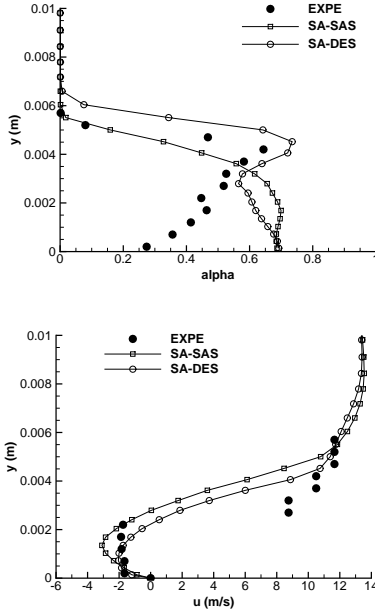 EXPE
SA-SAS
SA-DES
0.01
0.008
0.006
0.004
0.002
0
y (m)
0 0.2 0.4 0.6 0.8 1
alpha
EXPE
SA-SAS
SA-DES
0.01
0.008
0.006
0.004
0.002
0
y (m)
-6 -4 -2 0 2 4 6 8 10 12 14
u (m/s)